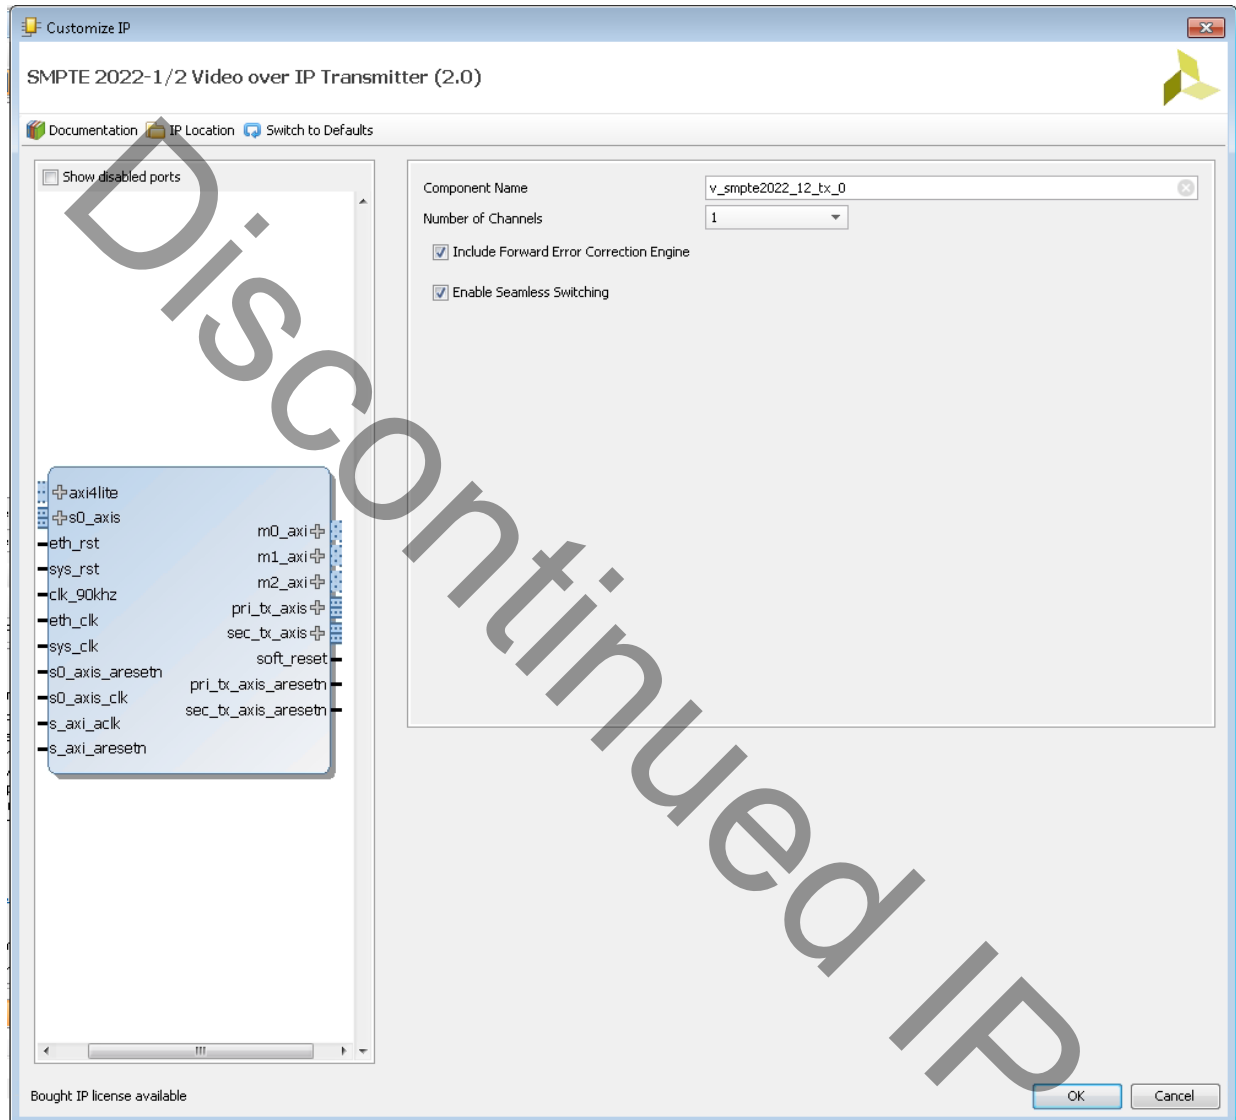 Customize IP
SMPTE 2022-1/2 Video over IP Transmitter (2.0)
Documentation IP Location Switch to Defaults
Show disabled ports
axi4lite
s0_axis
eth_rst
sys_rst
clk_90khz
eth_clk
sys_clk
s0_axis_aresetn
s0_axis_clk
s_axi_aclk
s_axi_aresetn
m0_axi
m1_axi
m2_axi
pri_tx_axis
sec_tx_axis
soft_reset
pri_tx_axis_aresetn
sec_tx_axis_aresetn
Component Name v_smpte2022_12_tx_0
Number of Channels 1
Include Forward Error Correction Engine
Enable Seamless Switching
Discontinued IP
Bought IP license available
OK Cancel